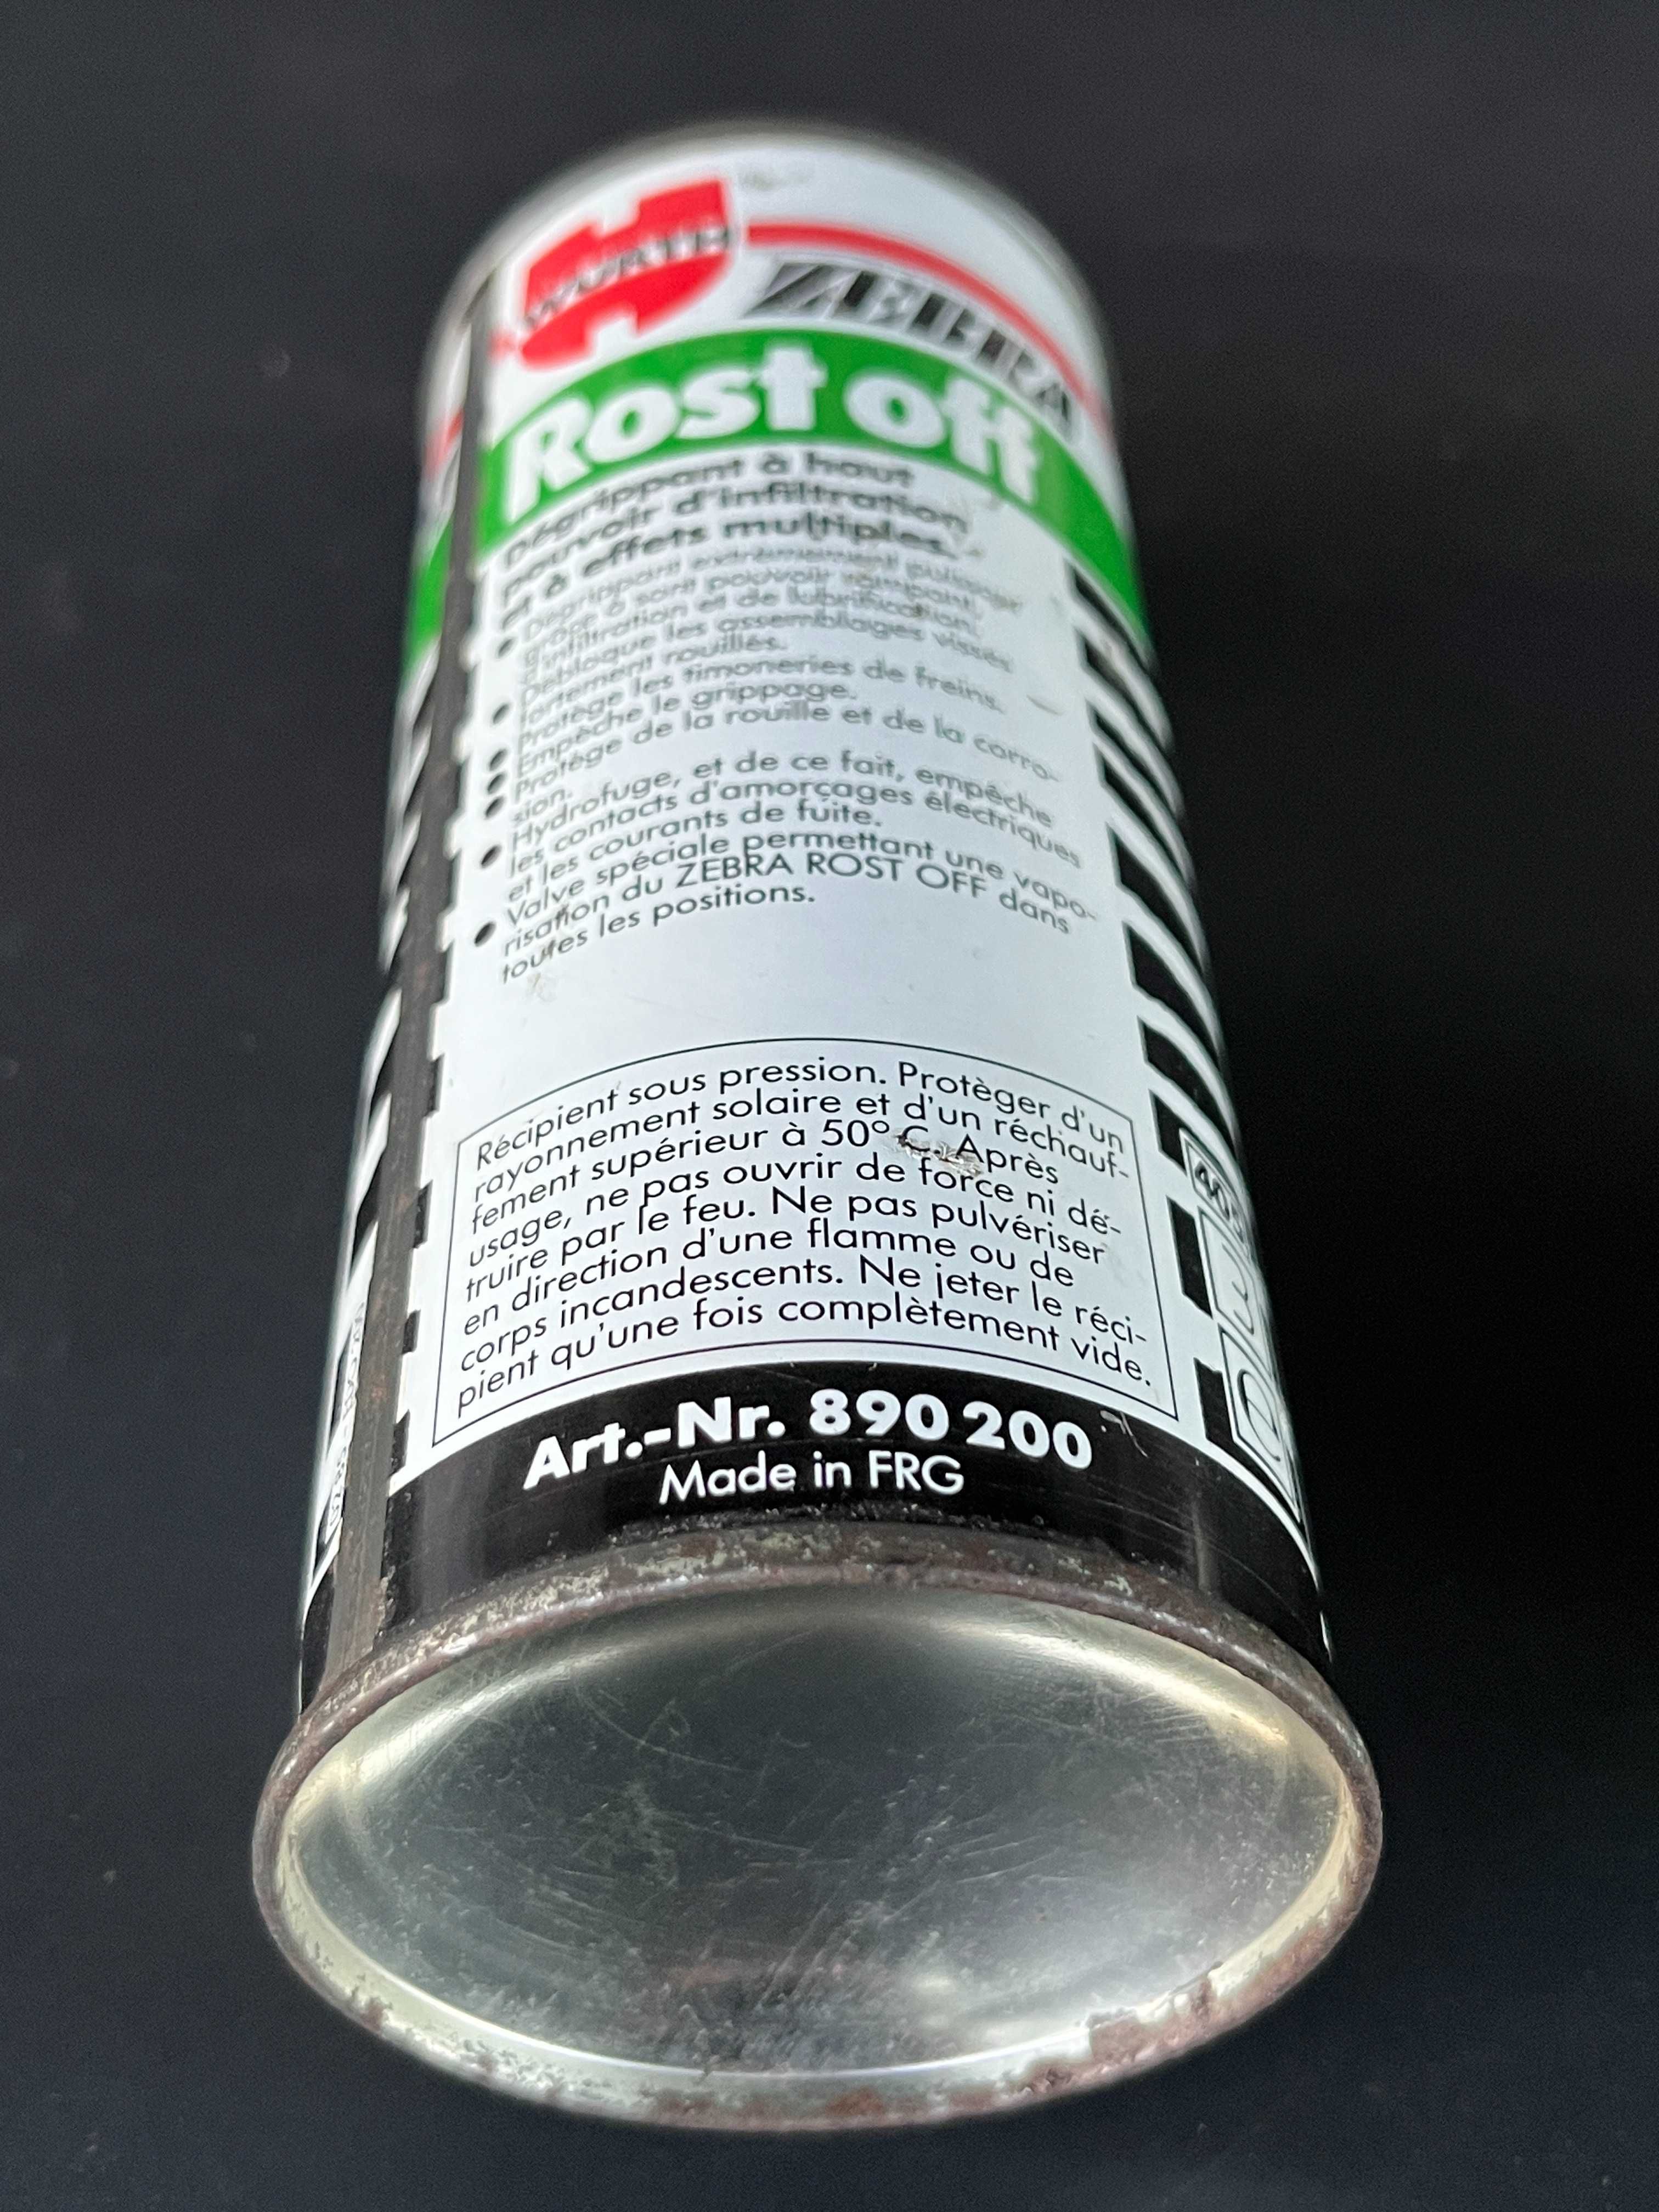 WÜRTH
ZEBRA
Rost off
Dégrippant à haut
pouvoir d'infiltration
et à effets multiples.
• Dégrippant extrêmement puissant
grâce à son pouvoir rampant,
d'infiltration et de lubrification.
• Débloque les assemblages vissés
fortement rouillés.
• Protège les timoneries de freins.
• Empêche le grippage.
• Protège de la rouille et de la corro-
sion.
• Hydrofuge, et de ce fait, empêche
les contacts d'amorçages électriques
et les courants de fuite.
• Valve spéciale permettant une vapo-
risation du ZEBRA ROST OFF dans
toutes les positions.
Récipient sous pression. Protèger d'un
rayonnement solaire et d'un réchauf-
fement supérieur à 50° C. Après
usage, ne pas ouvrir de force ni dé-
truire par le feu. Ne pas pulvériser
en direction d'une flamme ou de
corps incandescents. Ne jeter le réci-
pient qu'une fois complètement vide.
Art.-Nr. 890 200
Made in FRG